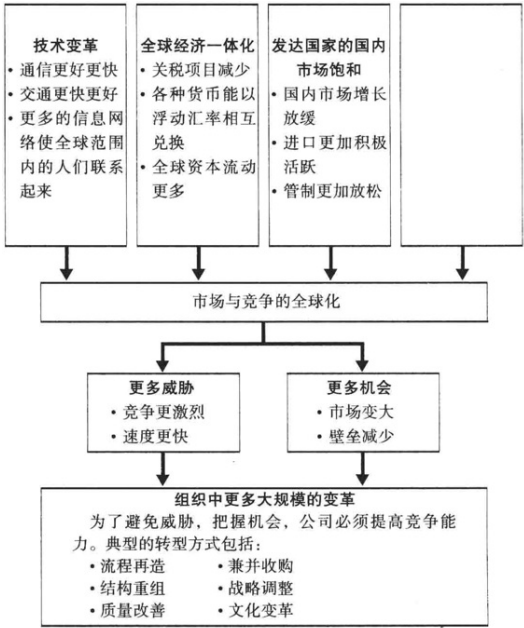 技术变革
• 通信更好更快
• 交通更快更好
• 更多的信息网
络使全球范围
内的人们联系
起来
全球经济一体化
• 关税项目减少
• 各种货币能以
浮动汇率相互
兑换
• 全球资本流动
更多
发达国家的国内
市场饱和
• 国内市场增长
放缓
• 进口更加积极
活跃
• 管制更加放松
市场与竞争的全球化
更多威胁
• 竞争更激烈
• 速度更快
更多机会
• 市场变大
• 壁垒减少
组织中更多大规模的变革
为了避免威胁，把握机会，公司必须提高竞争能
力。典型的转型方式包括：
• 流程再造
• 兼并收购
• 结构重组
• 战略调整
• 质量改善
• 文化变革